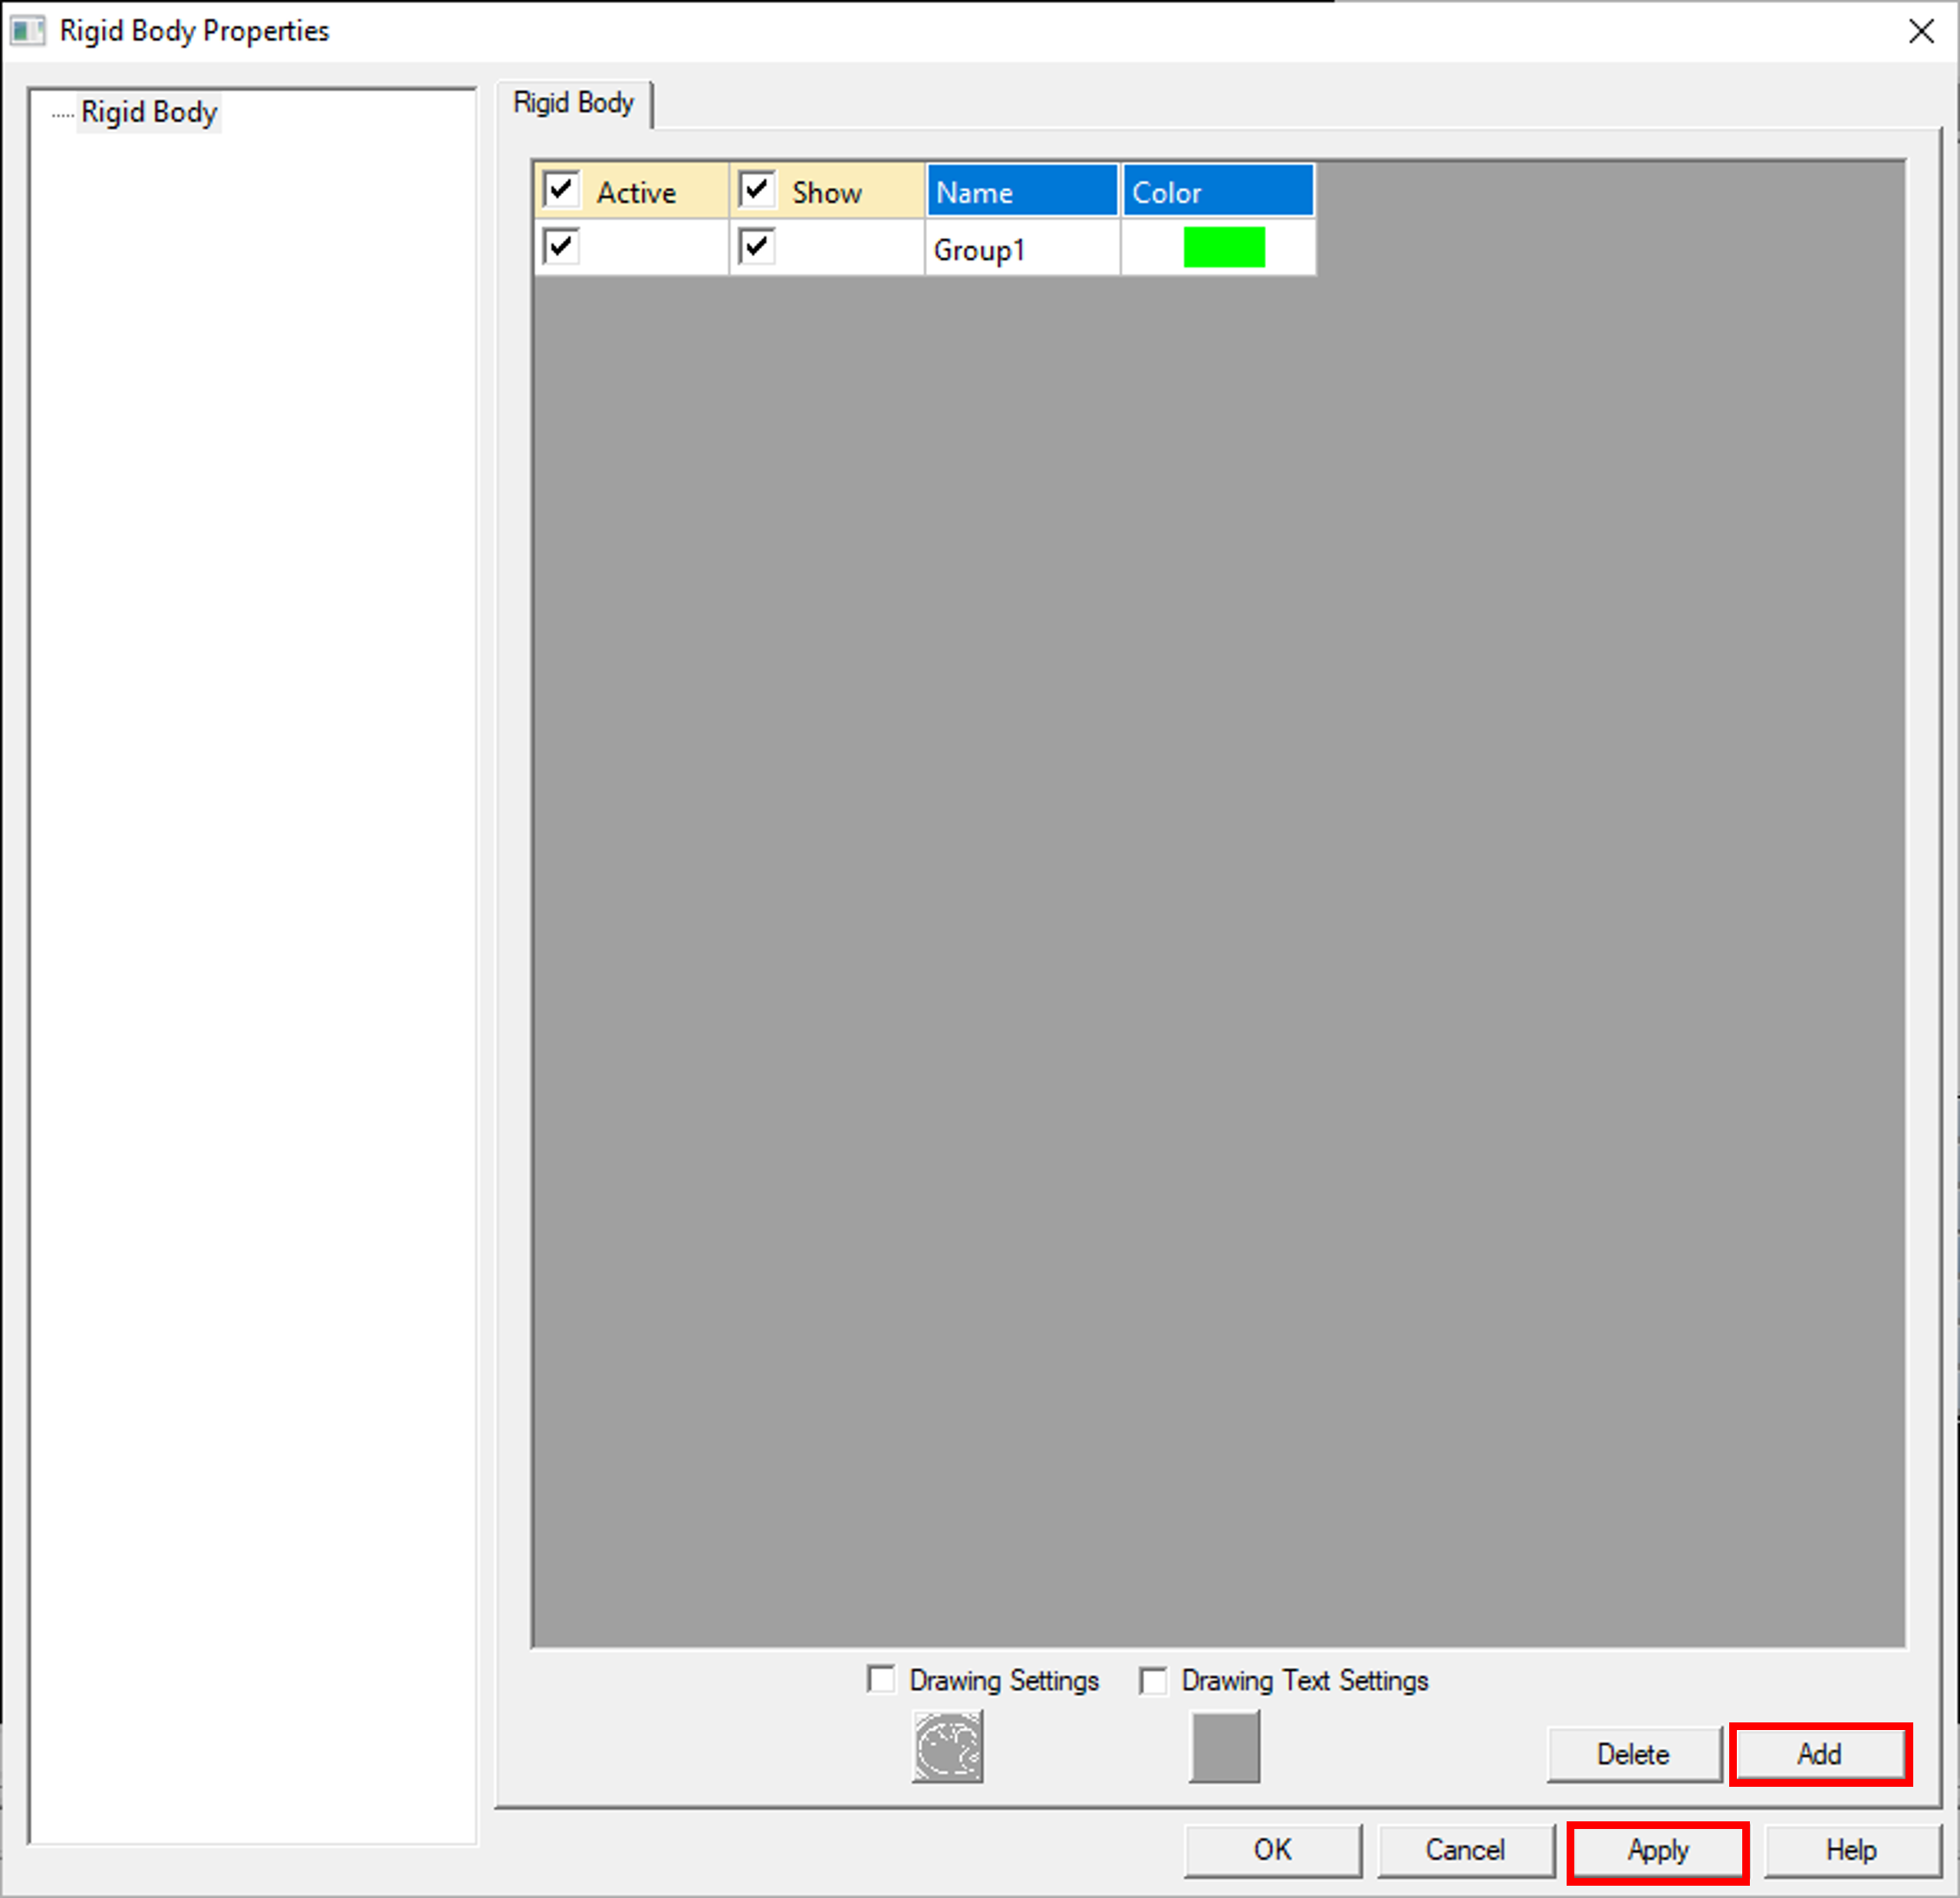 Rigid Body Properties
Rigid Body
Rigid Body
Active Show Name Color
Group1
Drawing Settings Drawing Text Settings
Delete Add
OK Cancel Apply Help